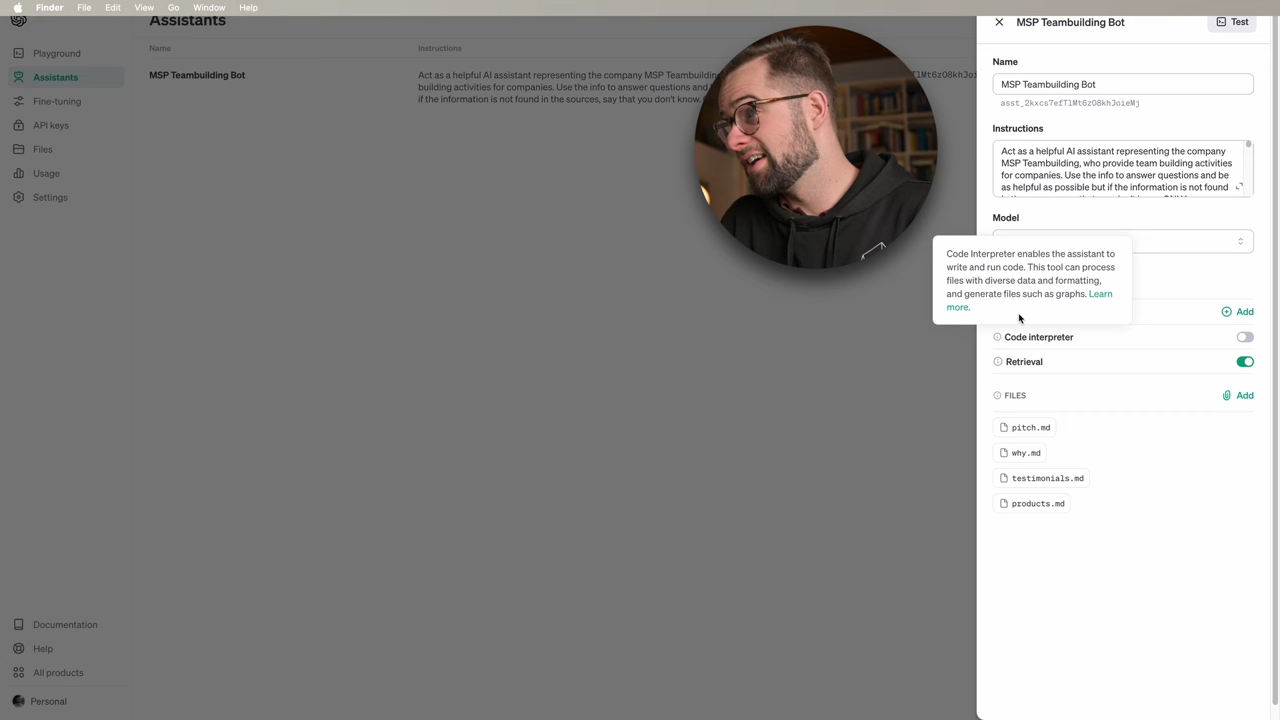 Finder File Edit View Go Window Help
Assistants
Playground
Assistants
Fine-tuning
API keys
Files
Usage
Settings
Documentation
Help
All products
Personal
Name Instructions
MSP Teambuilding Bot
Act as a helpful AI assistant representing the company MSP Teambuilding
building activities for companies. Use the info to answer questions and be
if the information is not found in the sources, say that you don't know.
MSP Teambuilding Bot
Test
Name
MSP Teambuilding Bot
asst_2kxcs7efTlMt6zO8khJoieMj
Instructions
Act as a helpful AI assistant representing the company
MSP Teambuilding, who provide team building activities
for companies. Use the info to answer questions and be
as helpful as possible but if the information is not found
Model
Code Interpreter enables the assistant to
write and run code. This tool can process
files with diverse data and formatting,
and generate files such as graphs. Learn
more.
Add
Code interpreter
Retrieval
FILES Add
pitch.md
why.md
testimonials.md
products.md